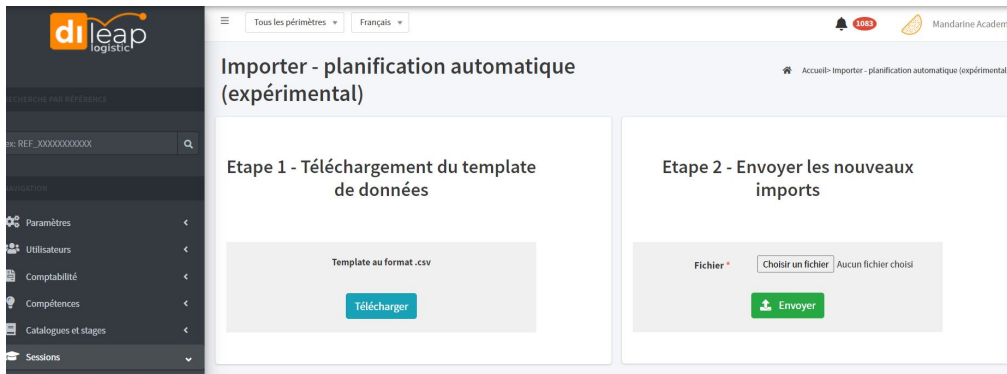 dileap
logistic
RECHERCHE PAR RÉFÉRENCE
ex: REF_XXXXXXXXXXX
NAVIGATION
Paramètres
Utilisateurs
Comptabilité
Compétences
Catalogues et stages
Sessions
Tous les périmètres
Français
1083
Mandarine Academ
Importer - planification automatique
(expérimental)
Accueil> Importer - planification automatique (expérimental
Etape 1 - Téléchargement du template
de données
Template au format .csv
Télécharger
Etape 2 - Envoyer les nouveaux
imports
Fichier *
Choisir un fichier Aucun fichier choisi
Envoyer